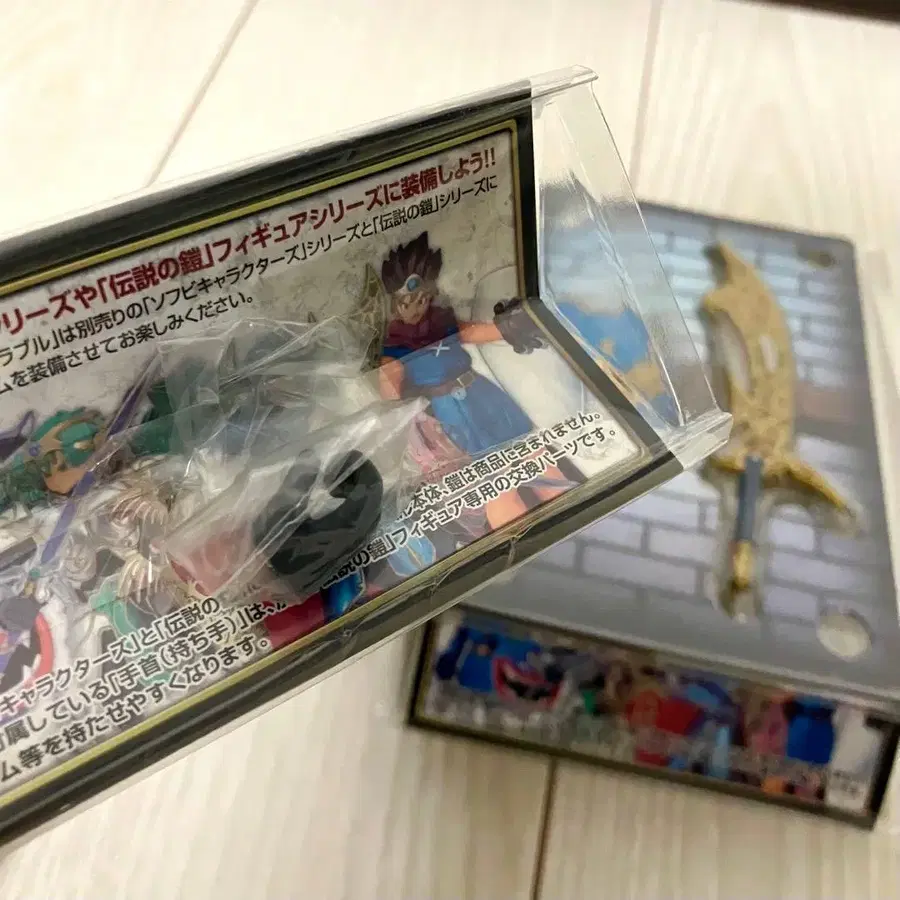 リーズや「伝説の鎧」フィギュアシリーズに装備しよう!!
ラブル」は別売りの「ソフビキャラクターズ」シリーズと「伝説の鎧」シリーズに
ムを装備させてお楽しみください。
本体、鎧は商品に含まれません。
キャラクターズ」と「伝説の
伝説の鎧」フィギュア専用の交換パーツです。
属している「手首(持ち手)」は、
ム等を持たせやすくなります。